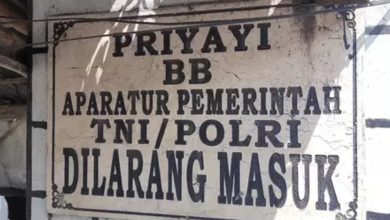 PRIYAYI
BB
APARATUR PEMERINTAH
TNI/POLRI
DILARANG MASUK